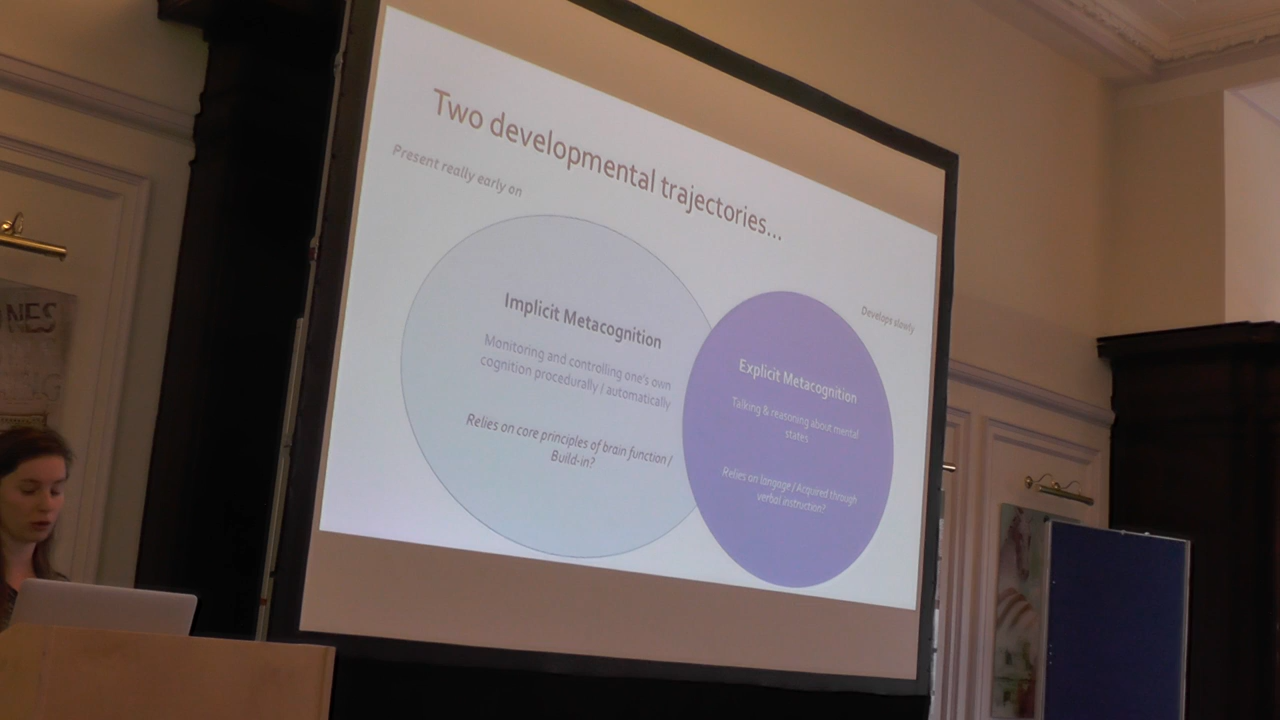 Two developmental trajectories...
Present really early on
Implicit Metacognition
Monitoring and controlling one's own
cognition procedurally / automatically
Relies on core principles of brain function /
Build-in?
Develops slowly
Explicit Metacognition
Talking & reasoning about mental
states
Relies on langage / Acquired through
verbal instruction?
NES